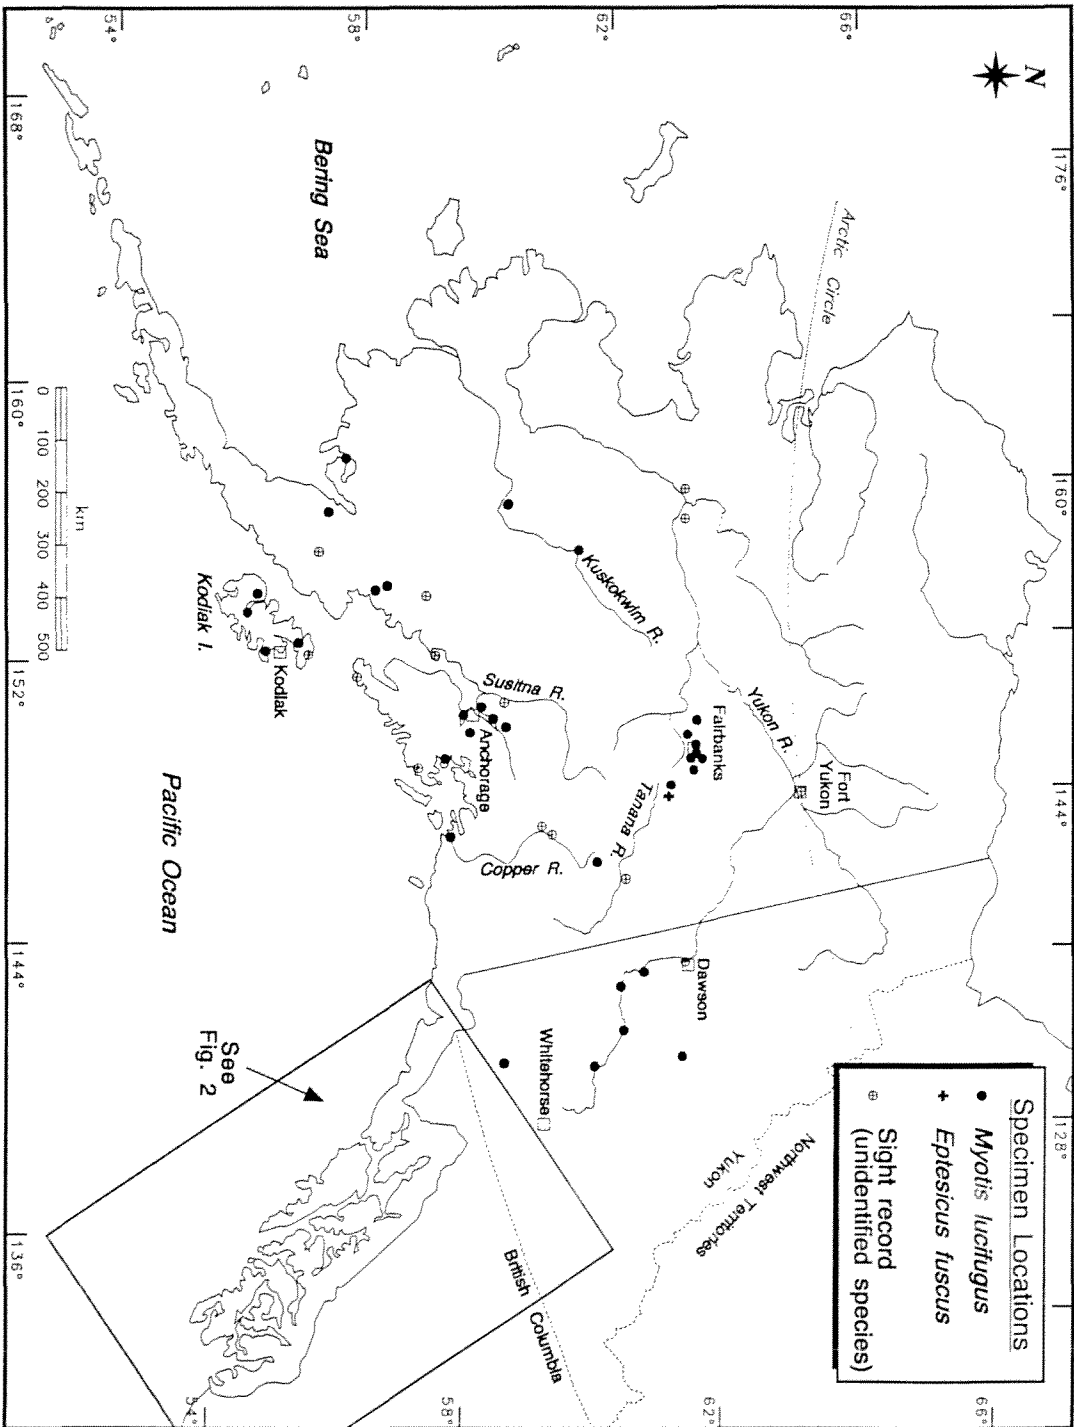 54°
58°
62°
66°
N
168°
160°
152°
144°
136°
176°
160°
144°
128°
54°
58°
62°
66°
Arctic Circle
Bering Sea
Kuskokwim R.
Yukon R.
Fort
Yukon
Fairbanks
Tanana R.
Susitna R.
Anchorage
Copper R.
Kodiak I.
Kodiak
Pacific Ocean
Dawson
Whitehorse
Northwest Territories
Yukon
British Columbia
See
Fig. 2
km
0 100 200 300 400 500
Specimen Locations
Myotis lucifugus
Eptesicus fuscus
Sight record
(unidentified species)